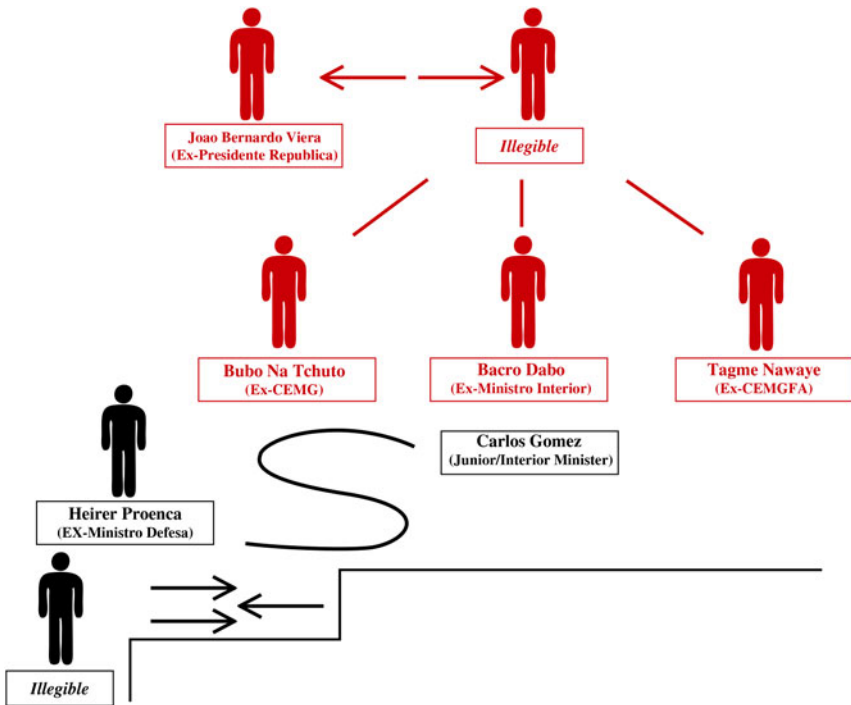 Joao Bernardo Viera
(Ex-Presidente Republica)
Illegible
Bubo Na Tchuto
(Ex-CEMG)
Bacro Dabo
(Ex-Ministro Interior)
Tagme Nawaye
(Ex-CEMGFA)
Carlos Gomez
(Junior/Interior Minister)
Heirer Proenca
(EX-Ministro Defesa)
Illegible